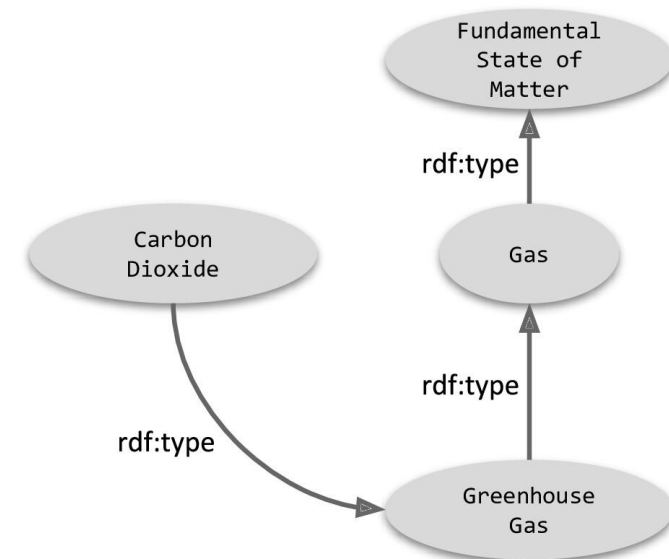 Fundamental
State of
Matter
rdf:type
Carbon
Dioxide
Gas
rdf:type
rdf:type
Greenhouse
Gas